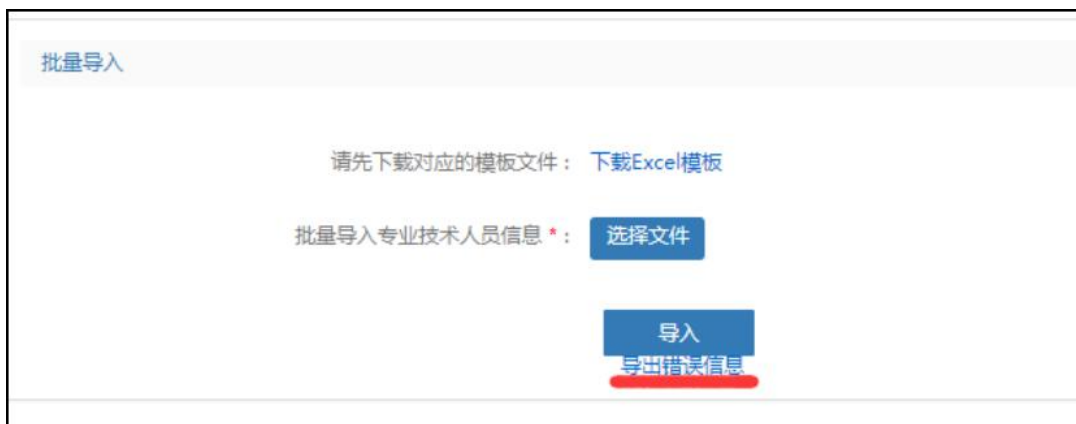 批量导入
请先下载对应的模板文件： 下载Excel模板
批量导入专业技术人员信息 *： 选择文件
导入
导出错误信息